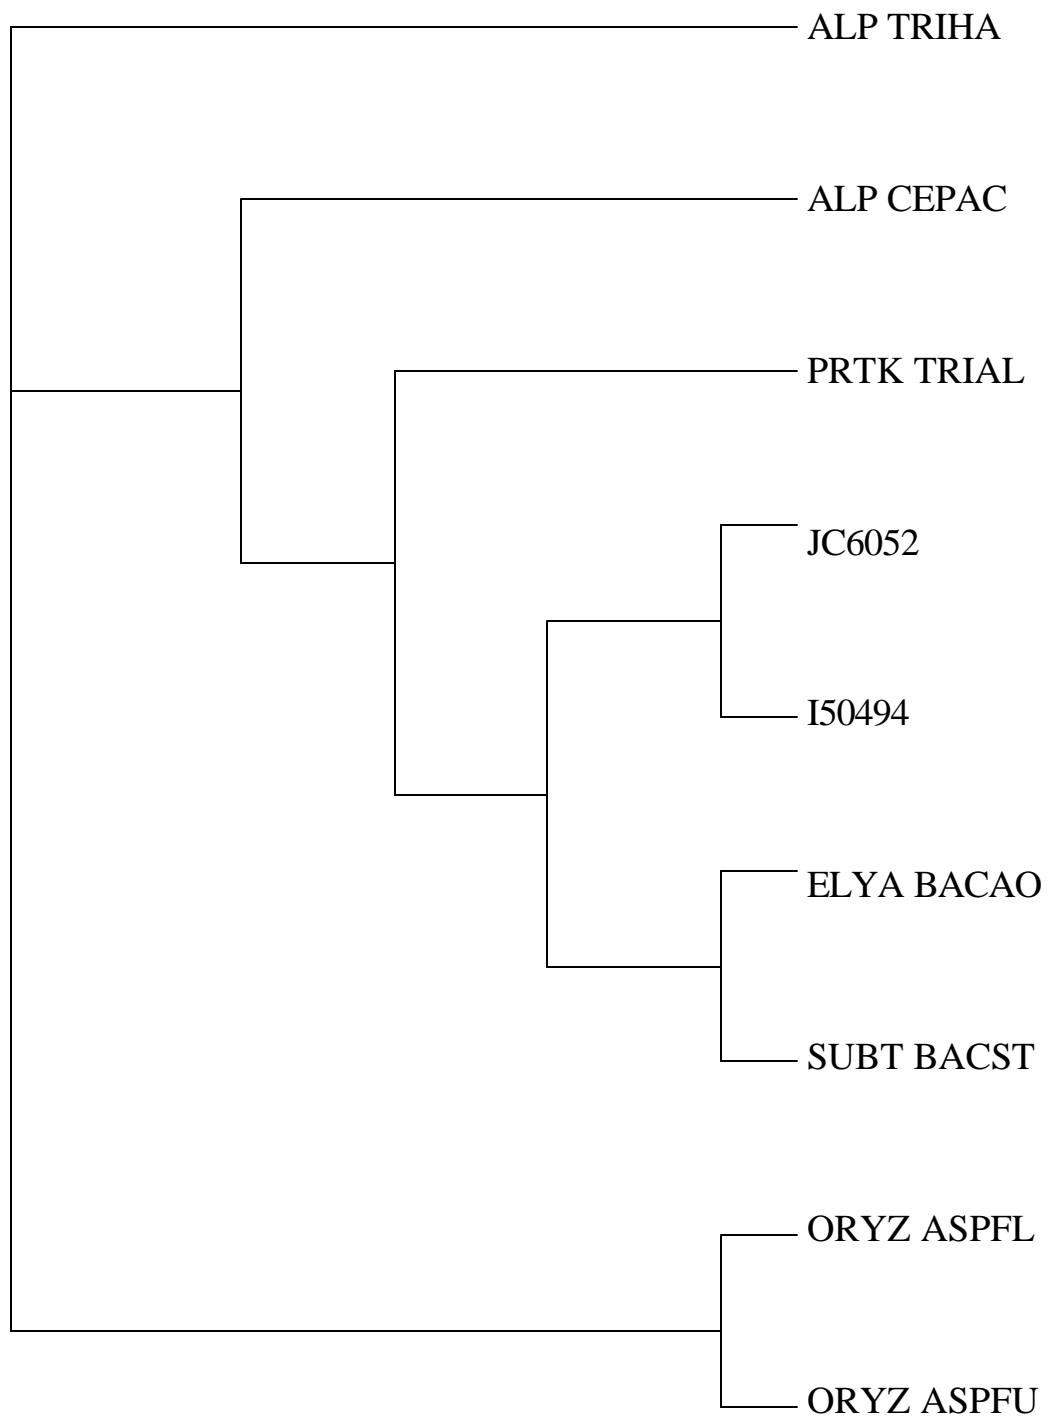 ALP TRIHA
ALP CEPAC
PRTK TRIAL
JC6052
I50494
ELYA BACAO
SUBT BACST
ORYZ ASPFL
ORYZ ASPFU